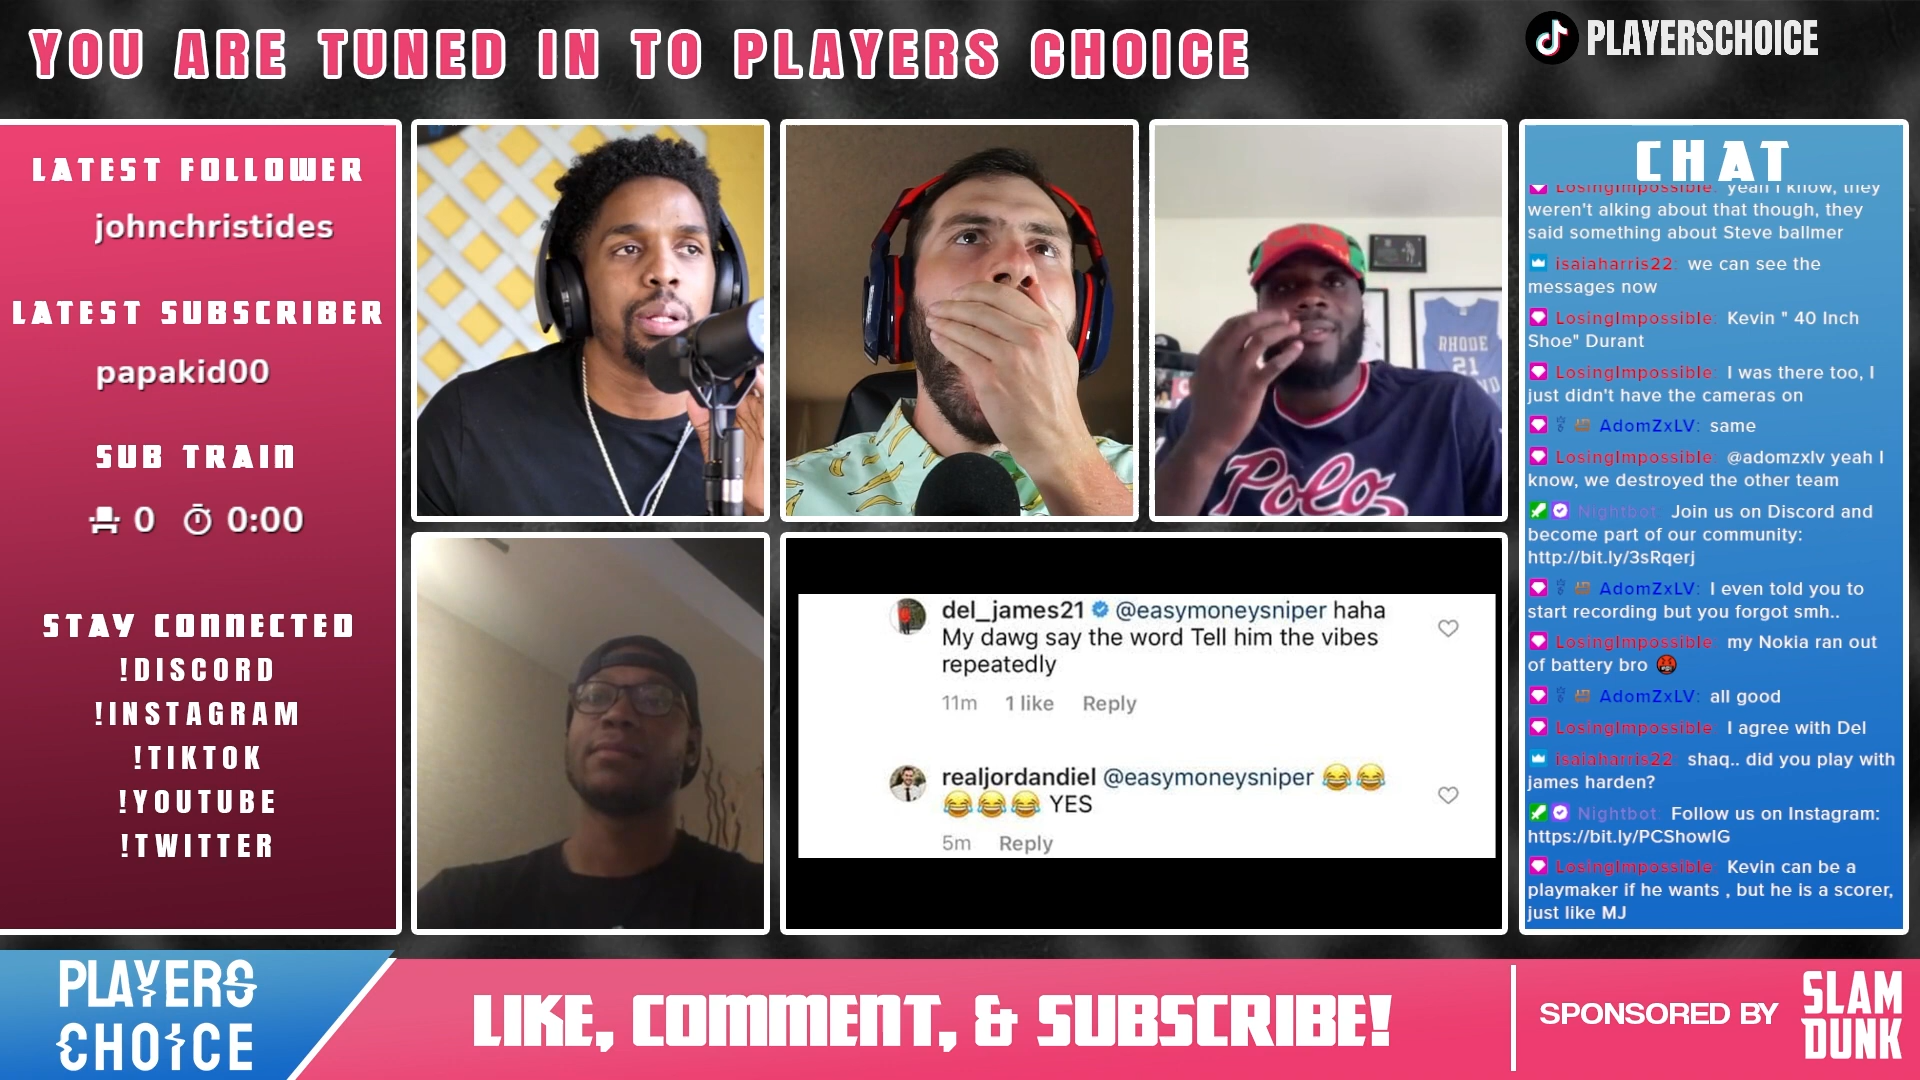 YOU ARE TUNED IN TO PLAYERS CHOICE
PLAYERSCHOICE
LATEST FOLLOWER
johnchristides
LATEST SUBSCRIBER
papakid00
SUB TRAIN
0 0:00
STAY CONNECTED
!DISCORD
!INSTAGRAM
!TIKTOK
!YOUTUBE
!TWITTER
RHODE
21
Polo
del_james21 @easymoneysniper haha
My dawg say the word Tell him the vibes
repeatedly
11m 1 like Reply
realjordandiel @easymoneysniper 😂😂
😂😂😂 YES
5m Reply
CHAT
LosingImpossible: yeah I know, they
weren't alking about that though, they
said something about Steve ballmer
isaiaharris22: we can see the
messages now
LosingImpossible: Kevin " 40 Inch
Shoe" Durant
LosingImpossible: I was there too, I
just didn't have the cameras on
AdomZxLV: same
LosingImpossible: @adomzxlv yeah I
know, we destroyed the other team
Nightbot: Join us on Discord and
become part of our community:
http://bit.ly/3sRqerj
AdomZxLV: I even told you to
start recording but you forgot smh..
LosingImpossible: my Nokia ran out
of battery bro 🤬
AdomZxLV: all good
LosingImpossible: I agree with Del
isaiaharris22: shaq.. did you play with
james harden?
Nightbot: Follow us on Instagram:
https://bit.ly/PCShowIG
LosingImpossible: Kevin can be a
playmaker if he wants , but he is a scorer,
just like MJ
PLAYERS
CHOICE
LIKE, COMMENT, & SUBSCRIBE!
SPONSORED BY
SLAM
DUNK